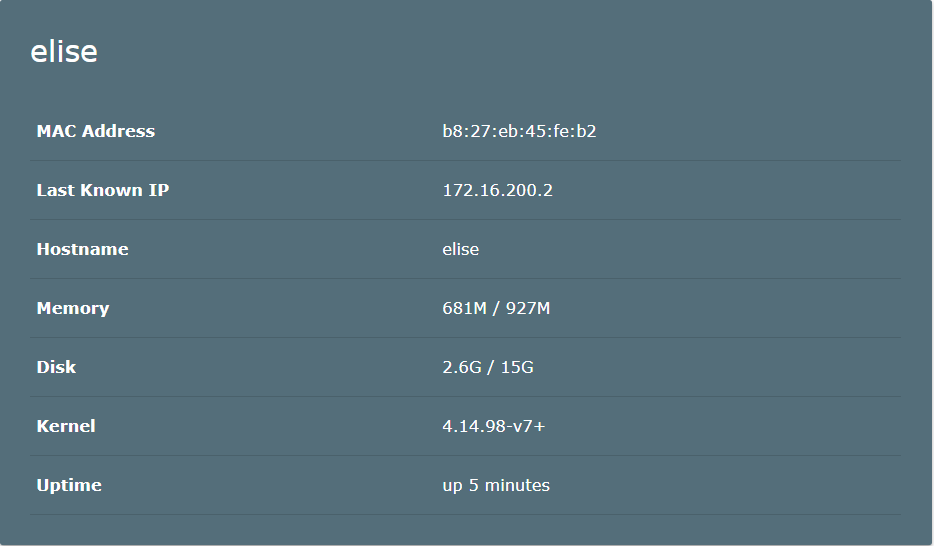 elise
MAC Address b8:27:eb:45:fe:b2
Last Known IP 172.16.200.2
Hostname elise
Memory 681M / 927M
Disk 2.6G / 15G
Kernel 4.14.98-v7+
Uptime up 5 minutes